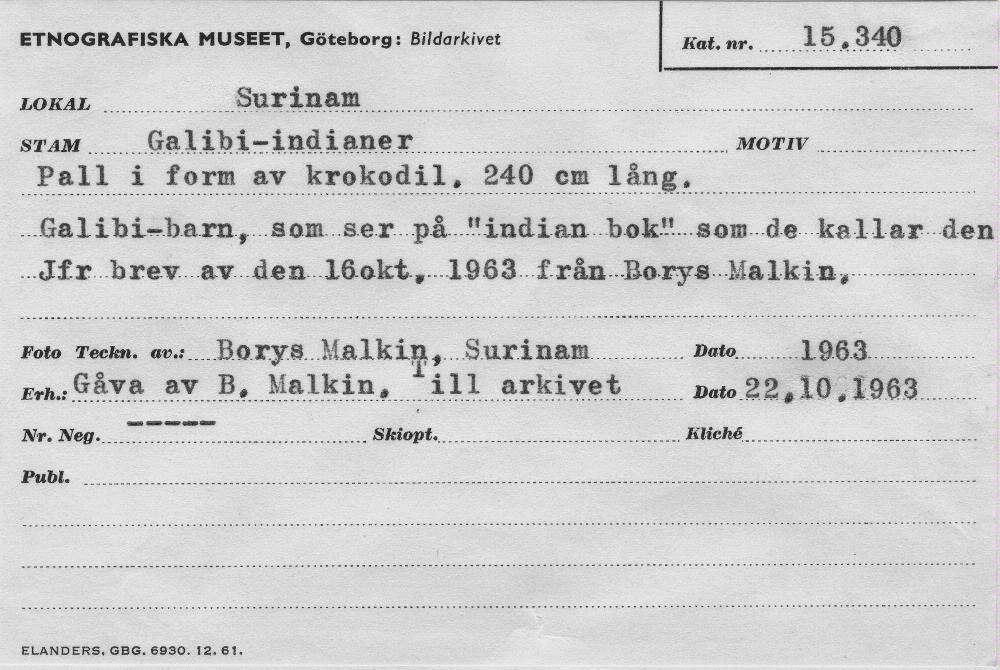 ETNOGRAFISKA MUSEET, Göteborg: Bildarkivet
Kat. nr. 15.340
LOKAL Surinam
STAM Galibi-indianer MOTIV
Pall i form av krokodil. 240 cm lång.
Galibi-barn, som ser på "indian bok" som de kallar den
Jfr brev av den 16okt. 1963 från Borys Malkin.
Foto Teckn. av.: Borys Malkin, Surinam Dato 1963
Erh.: Gåva av B. Malkin. Till arkivet Dato 22.10.1963
Nr. Neg. ----- Skiopt. Kliché
Publ.
ELANDERS, GBG. 6930. 12. 61.